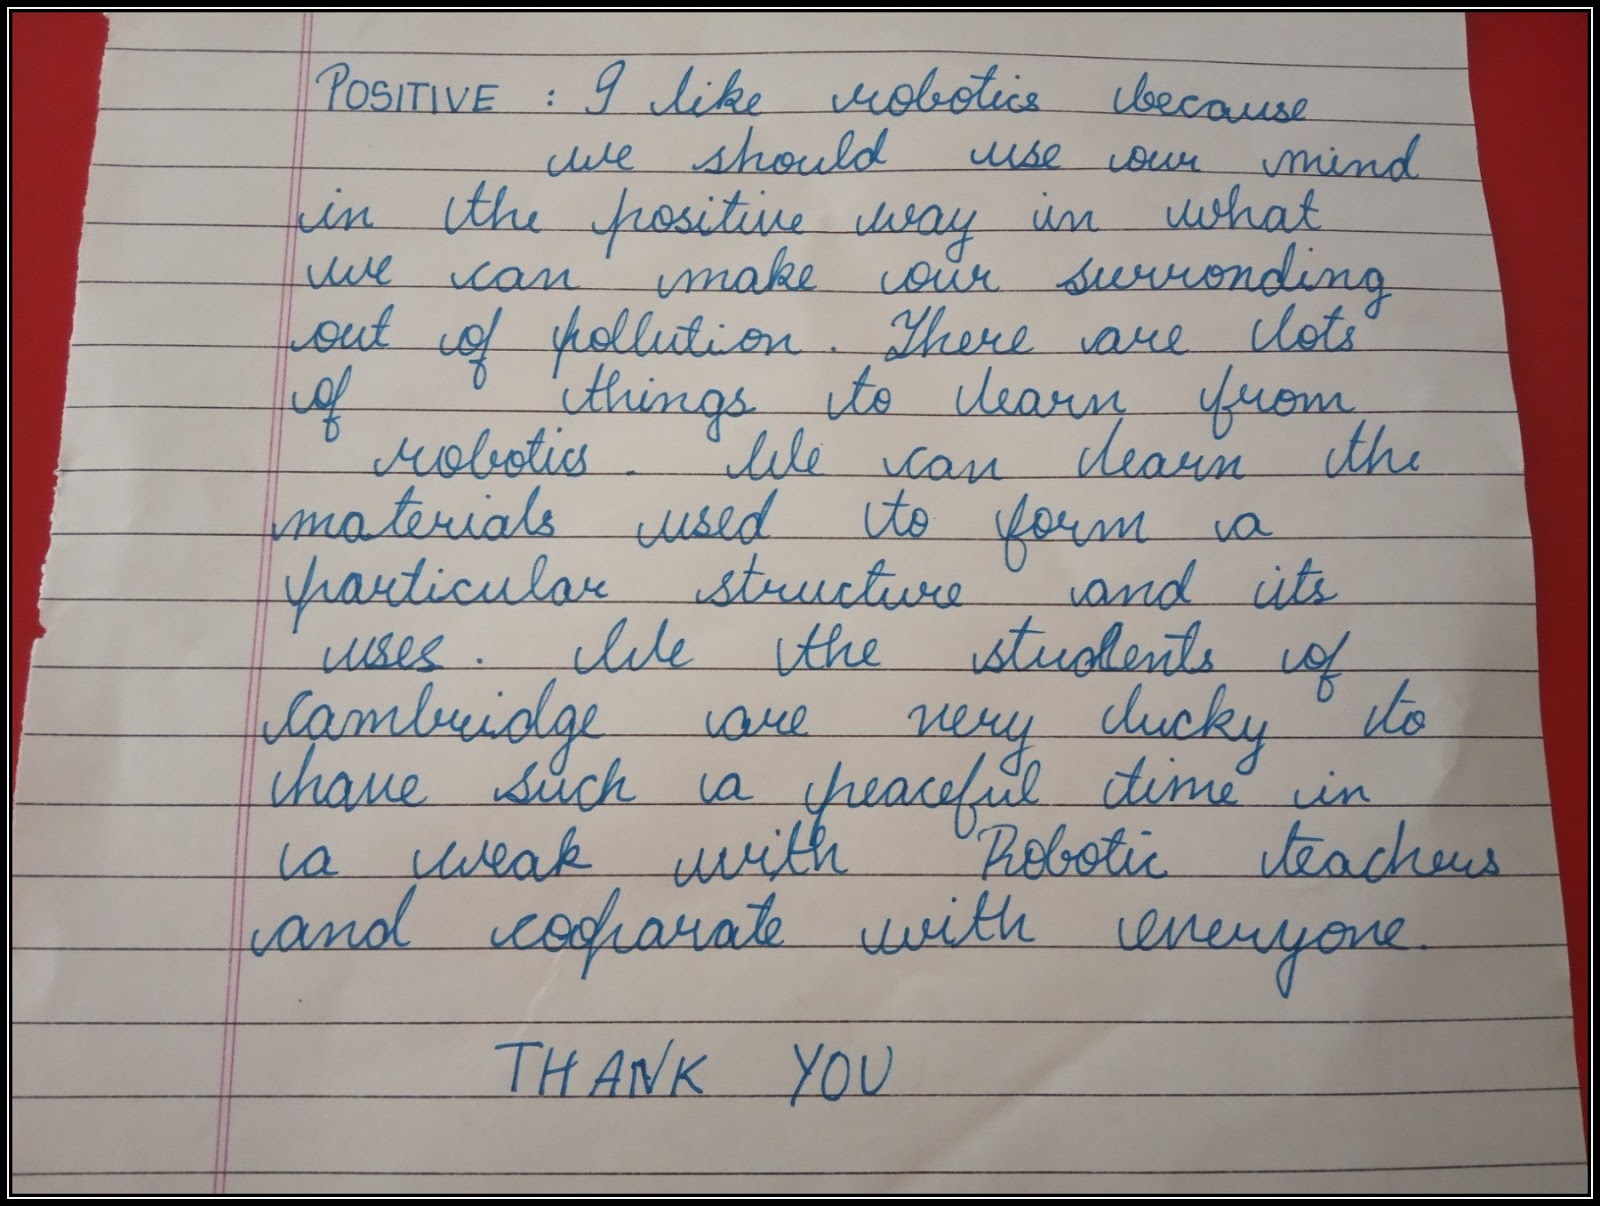 POSITIVE : I like robotics because
we should use our mind
in the positive way in what
we can make our surronding
out of pollution. There are lots
of things to learn from
robotics. We can learn the
materials used to form a
particular structure and its
uses. We the students of
Cambridge are very lucky to
have such a peaceful time in
a weak with Robotic teachers
and cooparate with everyone.
THANK YOU